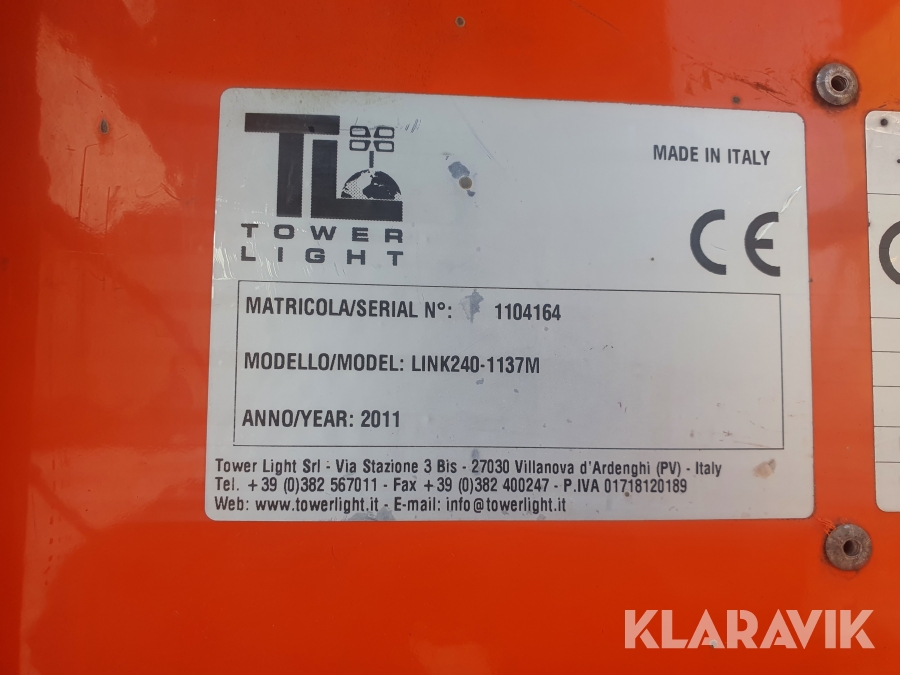 TL
TOWER
LIGHT
MADE IN ITALY
CE
MATRICOLA/SERIAL N°: 1104164
MODELLO/MODEL: LINK240-1137M
ANNO/YEAR: 2011
Tower Light Srl - Via Stazione 3 Bis - 27030 Villanova d'Ardenghi (PV) - Italy
Tel. + 39 (0)382 567011 - Fax + 39 (0)382 400247 - P.IVA 01718120189
Web: www.towerlight.it - E-mail: info@towerlight.it
KLARAVIK